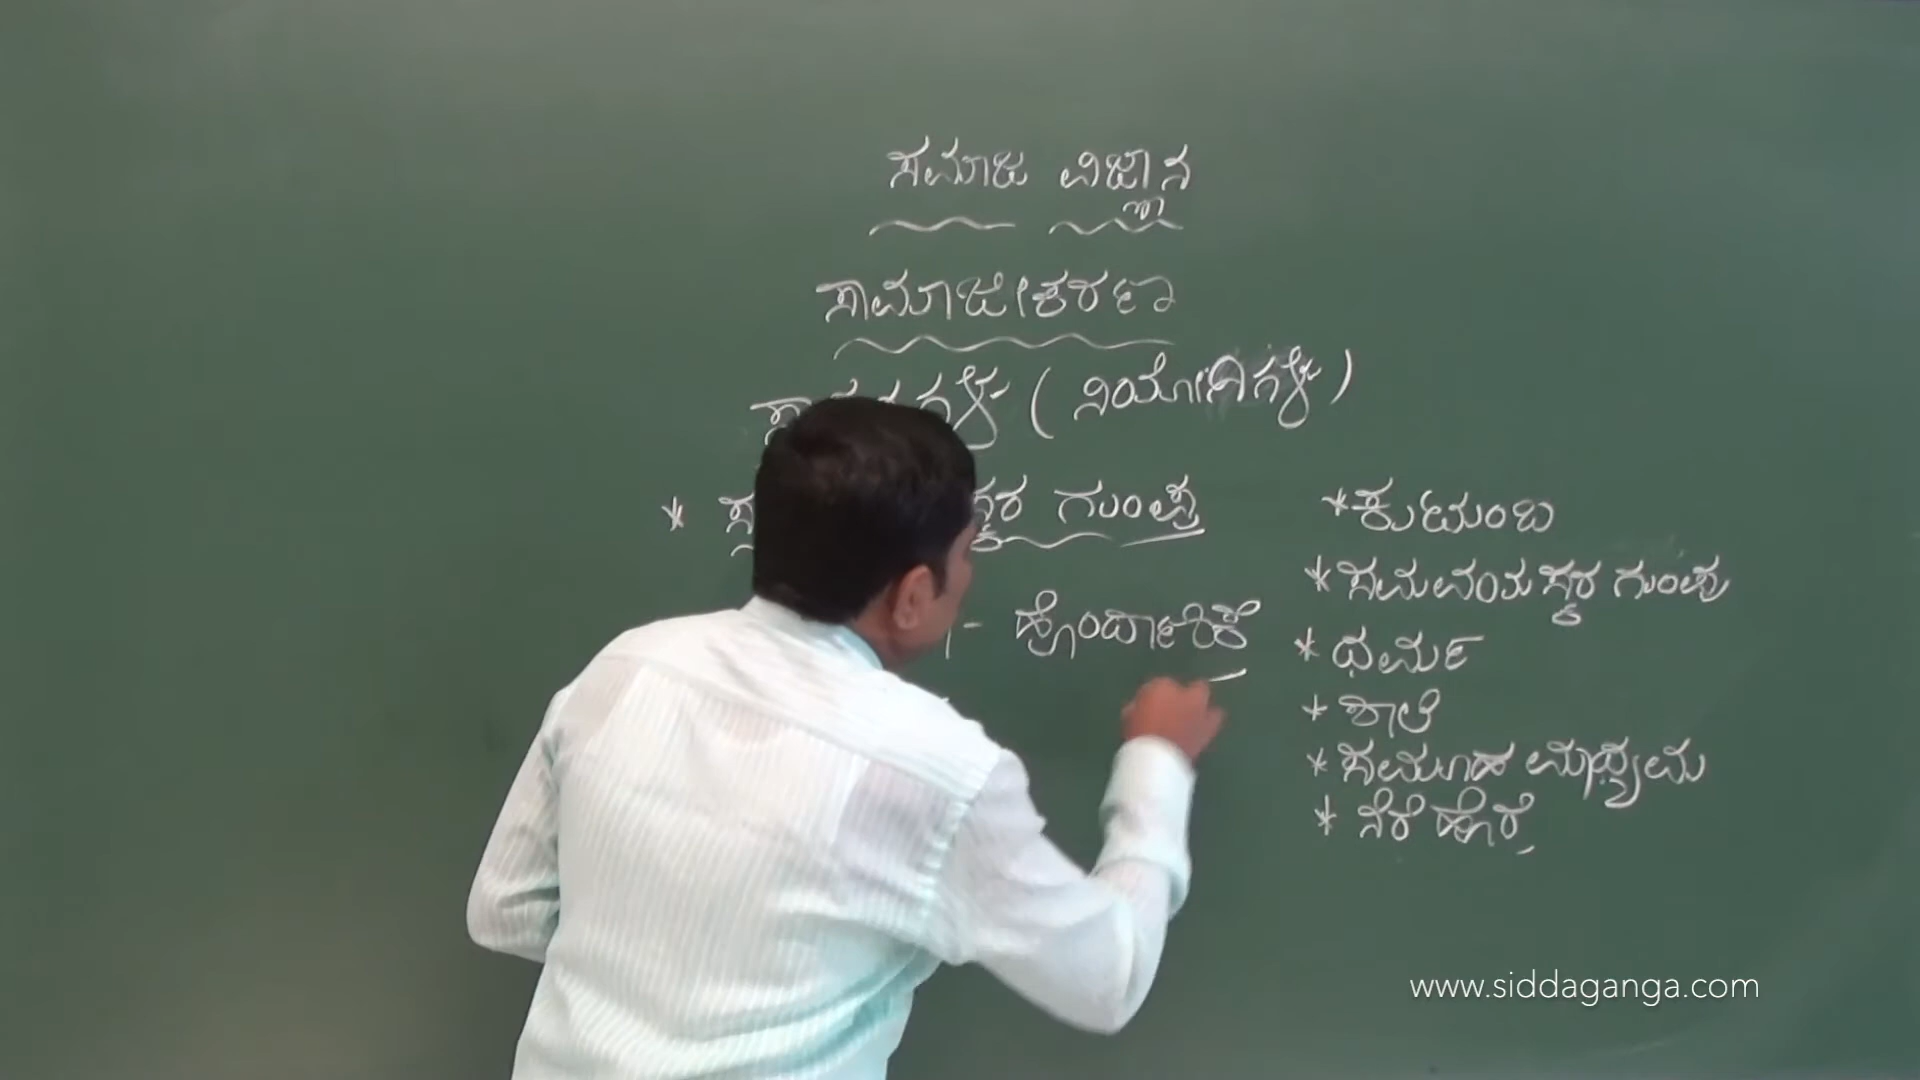 ಸಮಾಜ ವಿಜ್ಞಾನ
ಸಾಮಾಜೀಕರಣ
( ನಿಯೋಗಿಗಳು )
* ಗುಂಪು
- ಹೊಂದಾಣಿಕೆ
* ಕುಟುಂಬ
* ಸಮವಯಸ್ಕರ ಗುಂಪು
* ಧರ್ಮ
* ಶಾಲೆ
* ಸಮೂಹ ಮಾಧ್ಯಮ
* ನೆರೆಹೊರೆ
www.siddaganga.com